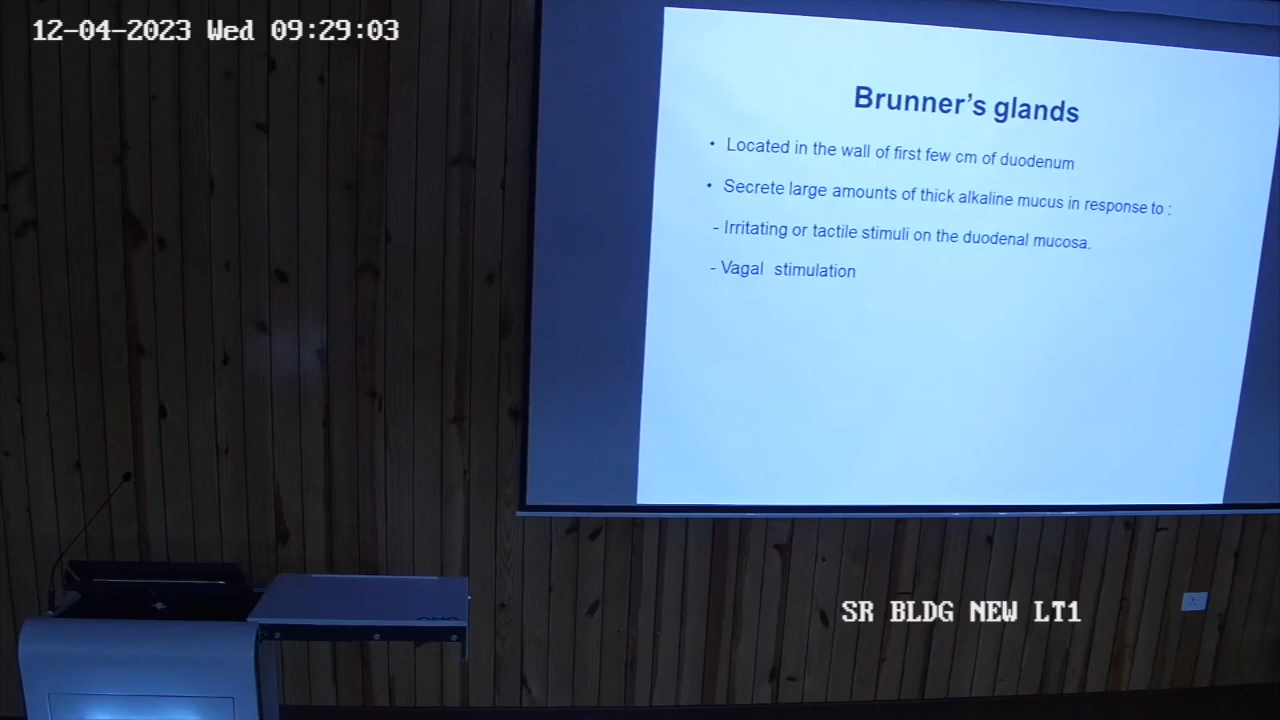 12-04-2023 Wed 09:29:03
Brunner's glands
• Located in the wall of first few cm of duodenum
• Secrete large amounts of thick alkaline mucus in response to :
- Irritating or tactile stimuli on the duodenal mucosa.
- Vagal stimulation
SR BLDG NEW LT1